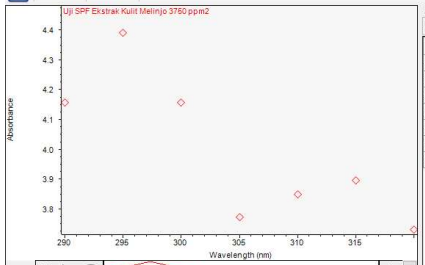 Uji SPF Ekstrak Kulit Melinjo 3760 ppm2
4.4
4.3
4.2
4.1
4.0
3.9
3.8
Absorbance
290 295 300 305 310 315
Wavelength (nm)